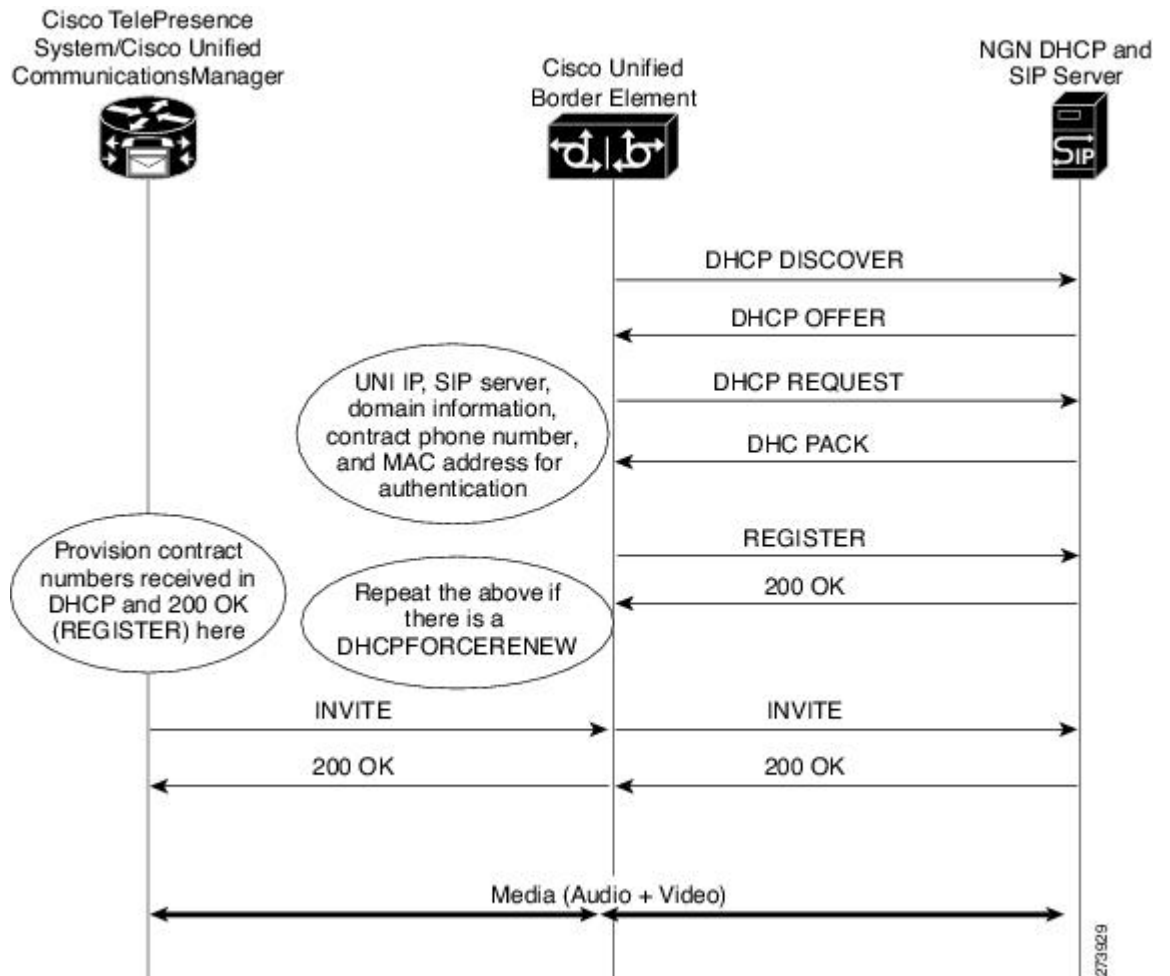 Cisco TelePresence
System/Cisco Unified
CommunicationsManager
Cisco Unified
Border Element
NGN DHCP and
SIP Server
SIP
DHCP DISCOVER
DHCP OFFER
UNI IP, SIP server,
domain information,
contract phone number,
and MAC address for
authentication
DHCP REQUEST
DHC PACK
Provision contract
numbers received in
DHCP and 200 OK
(REGISTER) here
REGISTER
200 OK
Repeat the above if
there is a
DHCPFORCERENEW
INVITE
INVITE
200 OK
200 OK
Media (Audio + Video)
273929